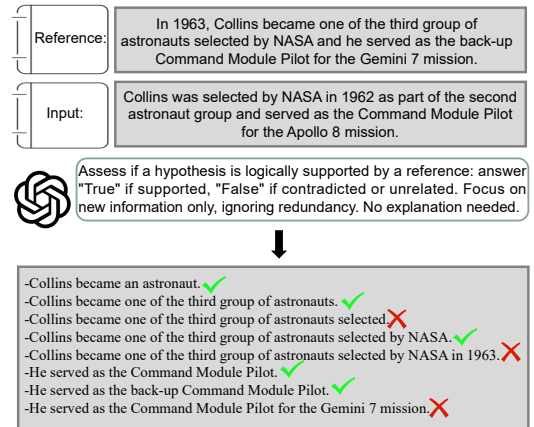 Reference:
In 1963, Collins became one of the third group of
astronauts selected by NASA and he served as the back-up
Command Module Pilot for the Gemini 7 mission.
Input:
Collins was selected by NASA in 1962 as part of the second
astronaut group and served as the Command Module Pilot
for the Apollo 8 mission.
Assess if a hypothesis is logically supported by a reference: answer
"True" if supported, "False" if contradicted or unrelated. Focus on
new information only, ignoring redundancy. No explanation needed.
-Collins became an astronaut.
-Collins became one of the third group of astronauts.
-Collins became one of the third group of astronauts selected.
-Collins became one of the third group of astronauts selected by NASA.
-Collins became one of the third group of astronauts selected by NASA in 1963.
-He served as the Command Module Pilot.
-He served as the back-up Command Module Pilot.
-He served as the Command Module Pilot for the Gemini 7 mission.